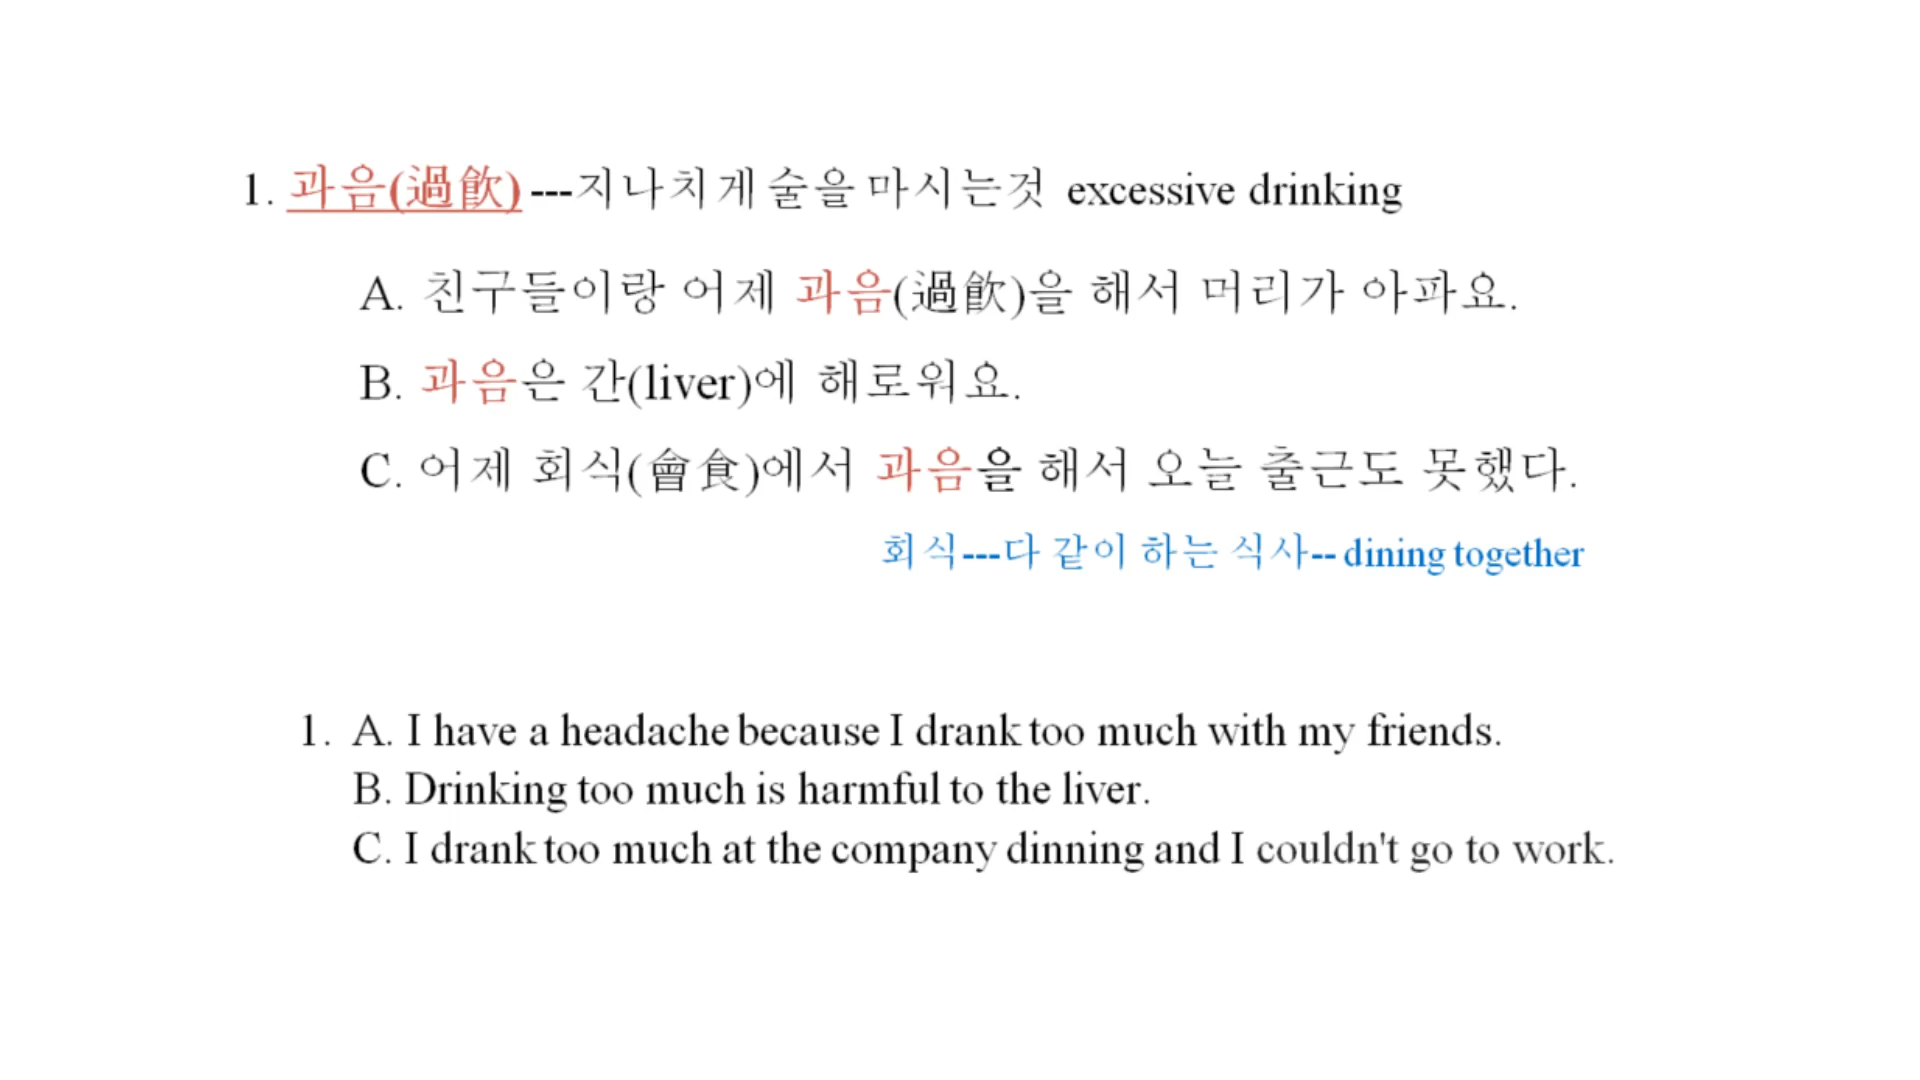 1. 과음(過飮) ---지나치게 술을 마시는것 excessive drinking
A. 친구들이랑 어제 과음(過飮)을 해서 머리가 아파요.
B. 과음은 간(liver)에 해로워요.
C. 어제 회식(會食)에서 과음을 해서 오늘 출근도 못했다.
회식---다 같이 하는 식사-- dining together
1. A. I have a headache because I drank too much with my friends.
B. Drinking too much is harmful to the liver.
C. I drank too much at the company dinning and I couldn't go to work.